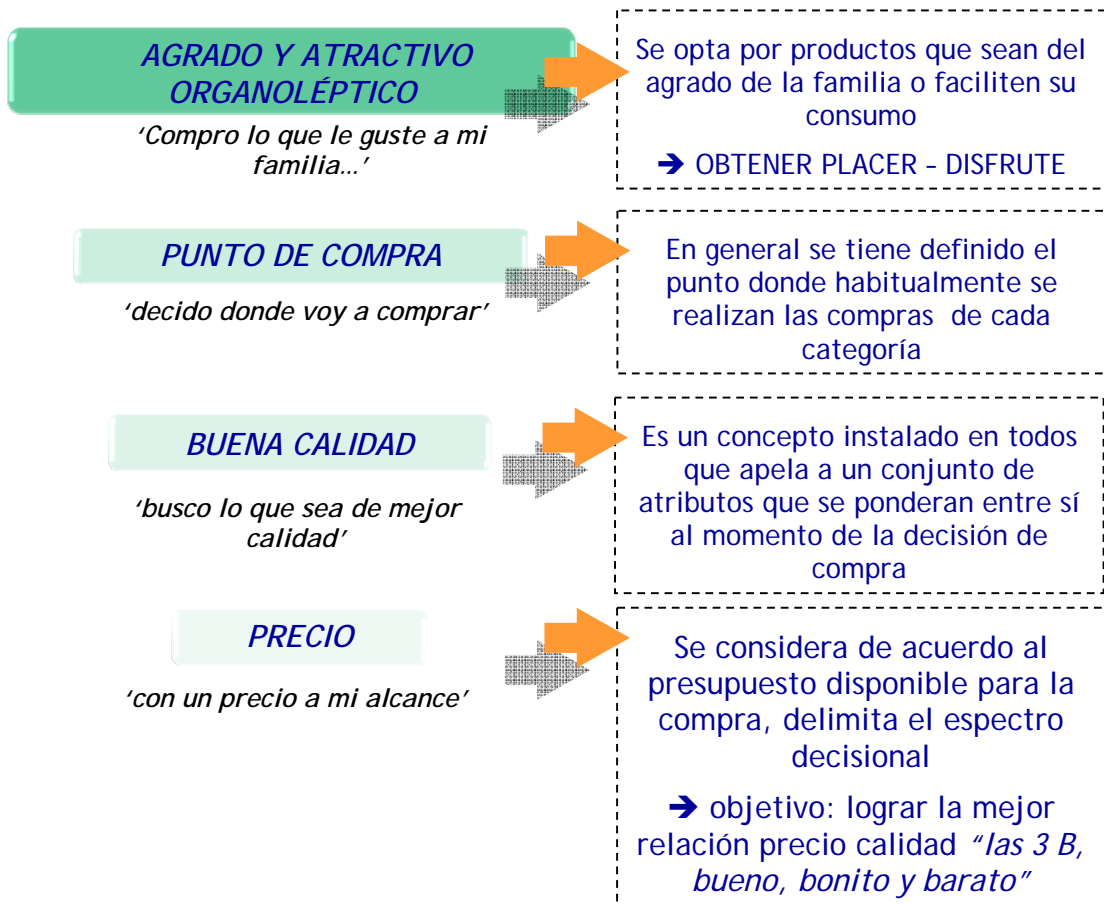 AGRADO Y ATRACTIVO
ORGANOLÉPTICO
‘Compro lo que le guste a mi
familia…’
Se opta por productos que sean del
agrado de la familia o faciliten su
consumo
➔ OBTENER PLACER – DISFRUTE
PUNTO DE COMPRA
‘decido donde voy a comprar’
En general se tiene definido el
punto donde habitualmente se
realizan las compras de cada
categoría
BUENA CALIDAD
‘busco lo que sea de mejor
calidad’
Es un concepto instalado en todos
que apela a un conjunto de
atributos que se ponderan entre sí
al momento de la decisión de
compra
PRECIO
‘con un precio a mi alcance’
Se considera de acuerdo al
presupuesto disponible para la
compra, delimita el espectro
decisional
➔ objetivo: lograr la mejor
relación precio calidad “las 3 B,
bueno, bonito y barato”